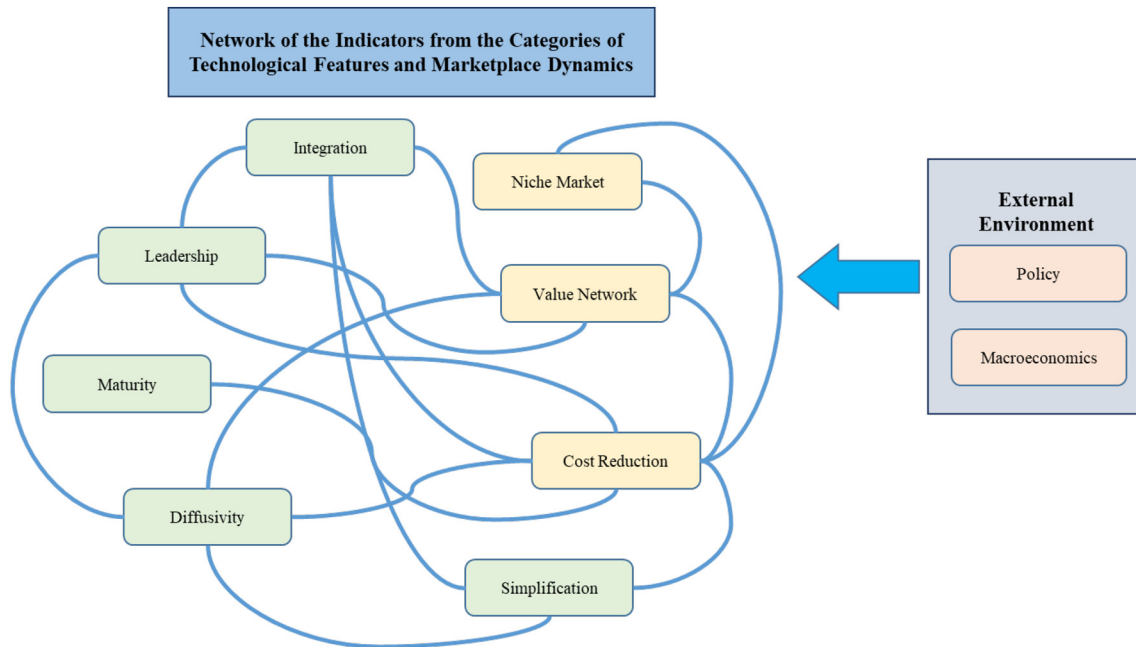 Network of the Indicators from the Categories of
Technological Features and Marketplace Dynamics
Integration
Niche Market
External
Environment
Leadership
Policy
Value Network
Macroeconomics
Maturity
Cost Reduction
Diffusivity
Simplification